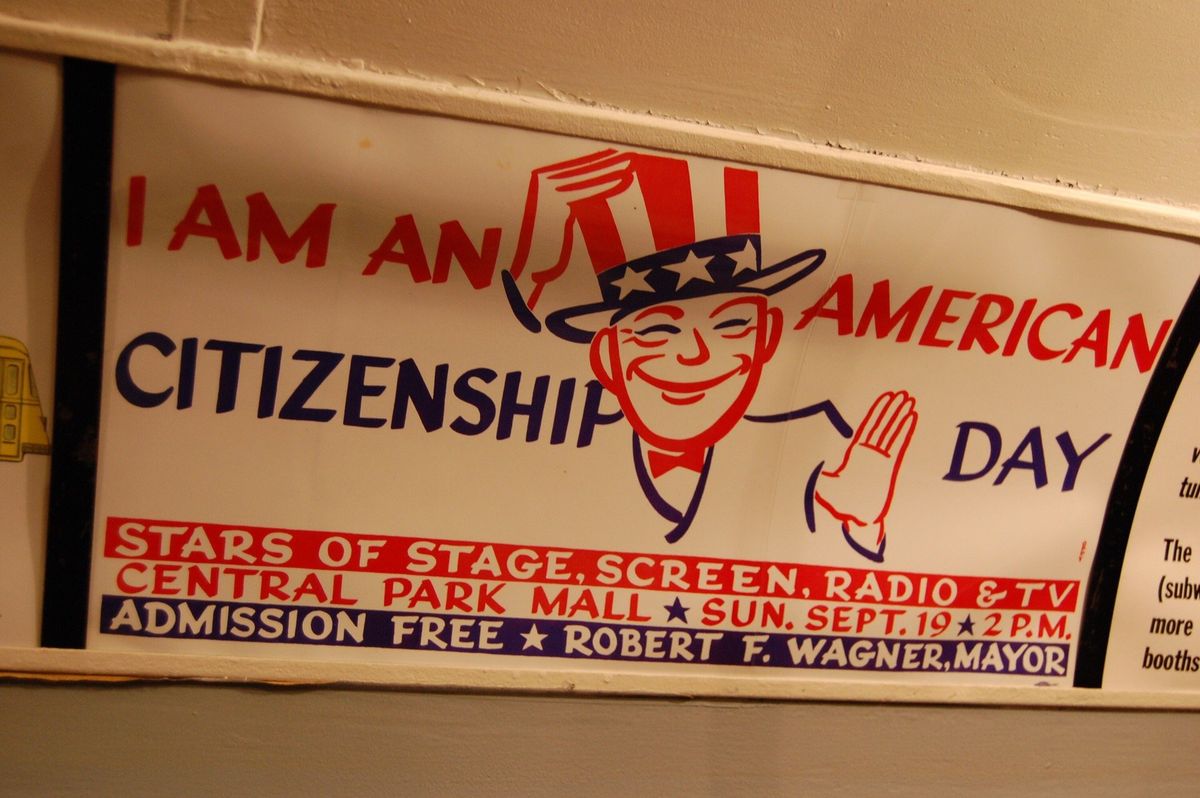 I AM AN AMERICAN
CITIZENSHIP DAY
STARS OF STAGE, SCREEN, RADIO & TV
CENTRAL PARK MALL ★ SUN. SEPT. 19 ★ 2 P.M.
ADMISSION FREE ★ ROBERT F. WAGNER, MAYOR
The
more
booths